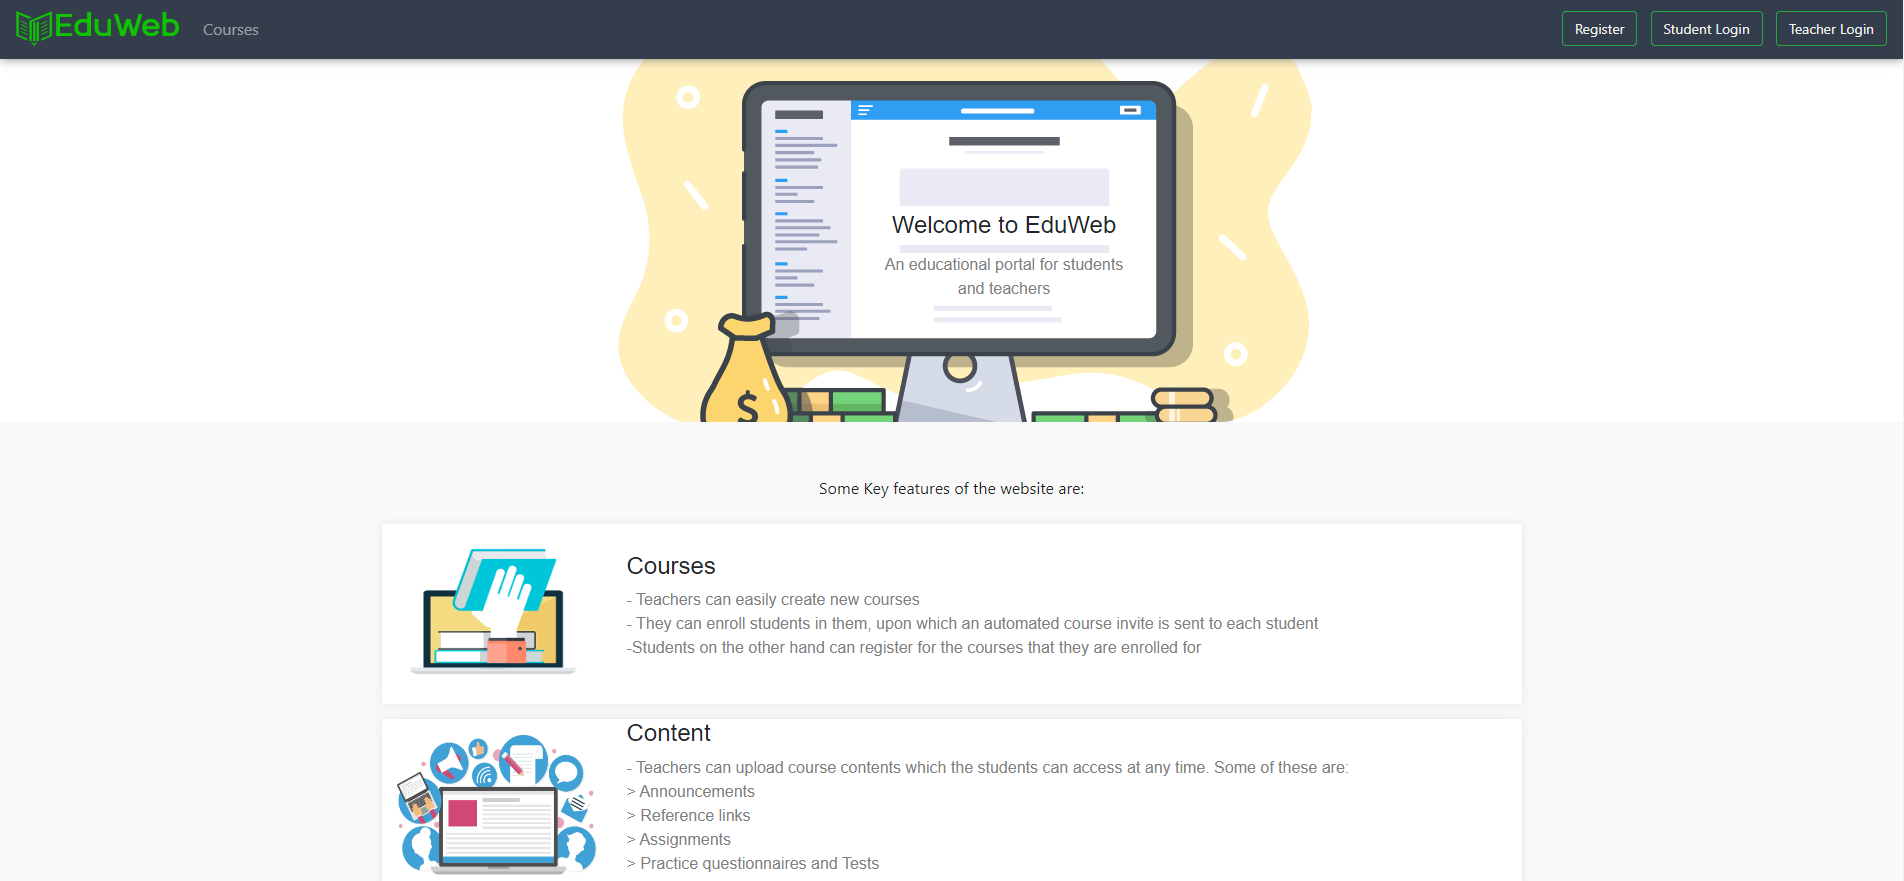 EduWeb
Courses
Register
Student Login
Teacher Login
Welcome to EduWeb
An educational portal for students
and teachers
$
Some Key features of the website are:
Courses
- Teachers can easily create new courses
- They can enroll students in them, upon which an automated course invite is sent to each student
-Students on the other hand can register for the courses that they are enrolled for
Content
- Teachers can upload course contents which the students can access at any time. Some of these are:
> Announcements
> Reference links
> Assignments
> Practice questionnaires and Tests